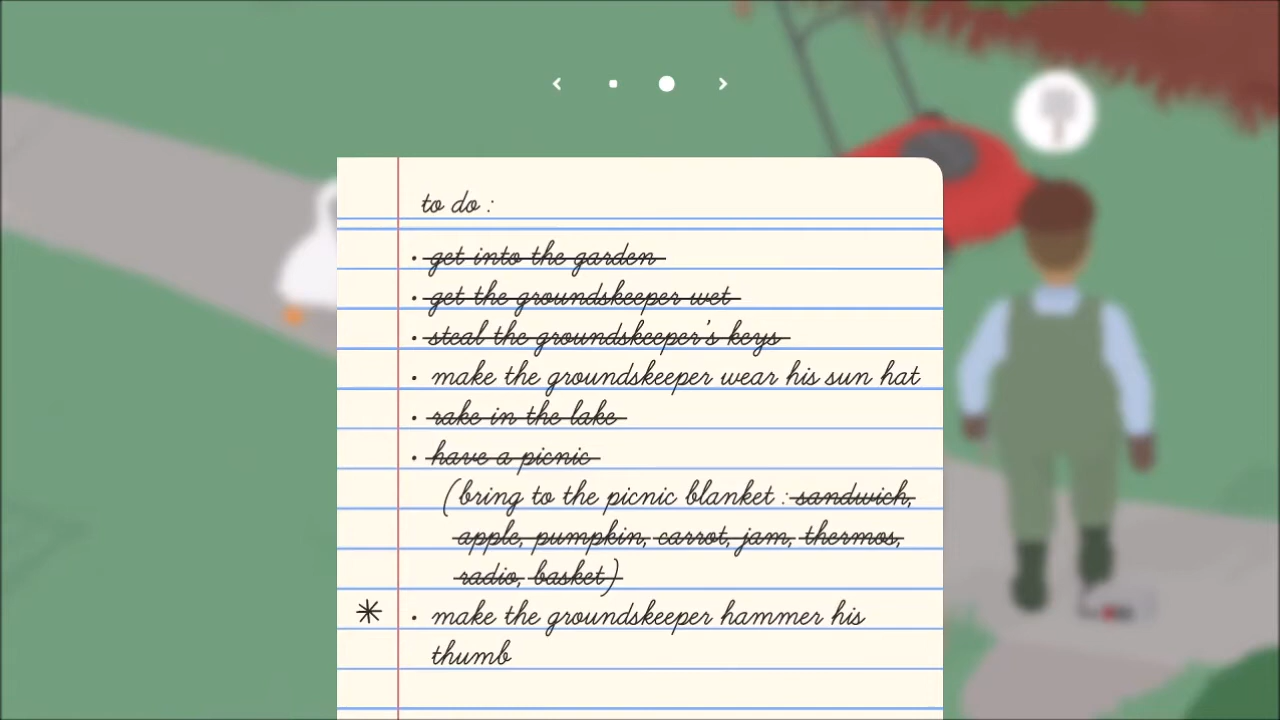 to do :
• get into the garden
• get the groundskeeper wet
• steal the groundskeeper's keys
• make the groundskeeper wear his sun hat
• rake in the lake
• have a picnic
(bring to the picnic blanket : sandwich,
apple, pumpkin, carrot, jam, thermos,
radio, basket)
• make the groundskeeper hammer his
thumb